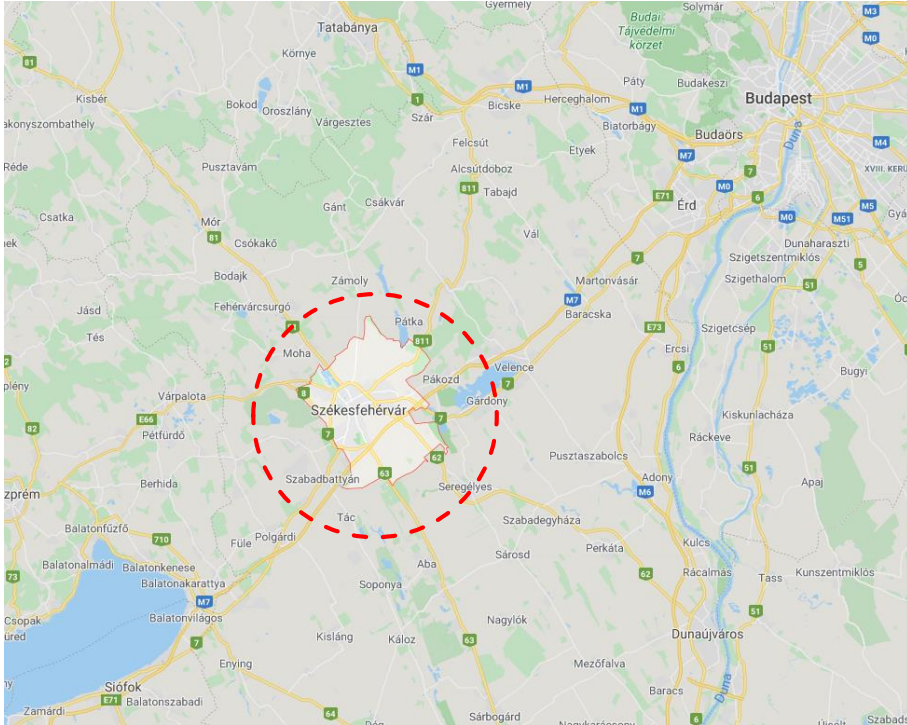 Gyermely
Solymár
Tatabánya
Budai
Tájvédelmi
körzet
M3
M0
81
Környe
M1
Páty
Budakeszi
Kisbér
Bokod
Oroszlány
M1
1
Szár
Bicske
Herceghalom
M1
Budapest
akonyszombathely
Várgesztes
Biatorbágy
Budaörs
Réde
Pusztavám
Felcsút
Etyek
M7
M4
Duna
Alcsútdoboz
811
Tabajd
7
M0
XVIII. KERÜ
E71
Érd
6
Csatka
Gánt
Csákvár
M5
M0
M51
Mór
81
Csókakő
Vál
Dunaharaszti
Szigetszentmiklós
5
7
Bodajk
Zámoly
Martonvásár
Szigethalom
51
Jásd
Tés
Fehérvárcsurgó
M7
Baracska
81
Pátka
E73
Szigetcsép
811
Moha
Ercsi
51
6
Velence
Bugyi
Pákozd
7
8
Várpalota
Gárdony
Székesfehérvár
Kiskunlacháza
E66
7
82
Pétfürdő
7
Ráckeve
62
Pusztaszabolcs
51
63
Szabadbattyán
Adony
Apaj
Berhida
Seregélyes
M6
zprém
Tác
Szabadegyháza
Balatonfűzfő
710
Füle
Polgárdi
Kulcs
Balatonalmádi
Balatonkenese
Aba
Sárosd
Perkáta
73
Balatonakarattya
Soponya
62
Rácalmás
Tass
Kunszentmiklós
M7
Csopak
Balatonvilágos
Nagylók
51
7
Kisláng
Káloz
63
Dunaújváros
Enying
Mezőfalva
Siófok
E71
Balatonszabadi
Baracs
Duna
64
Zamárdi
Sárbogárd
6